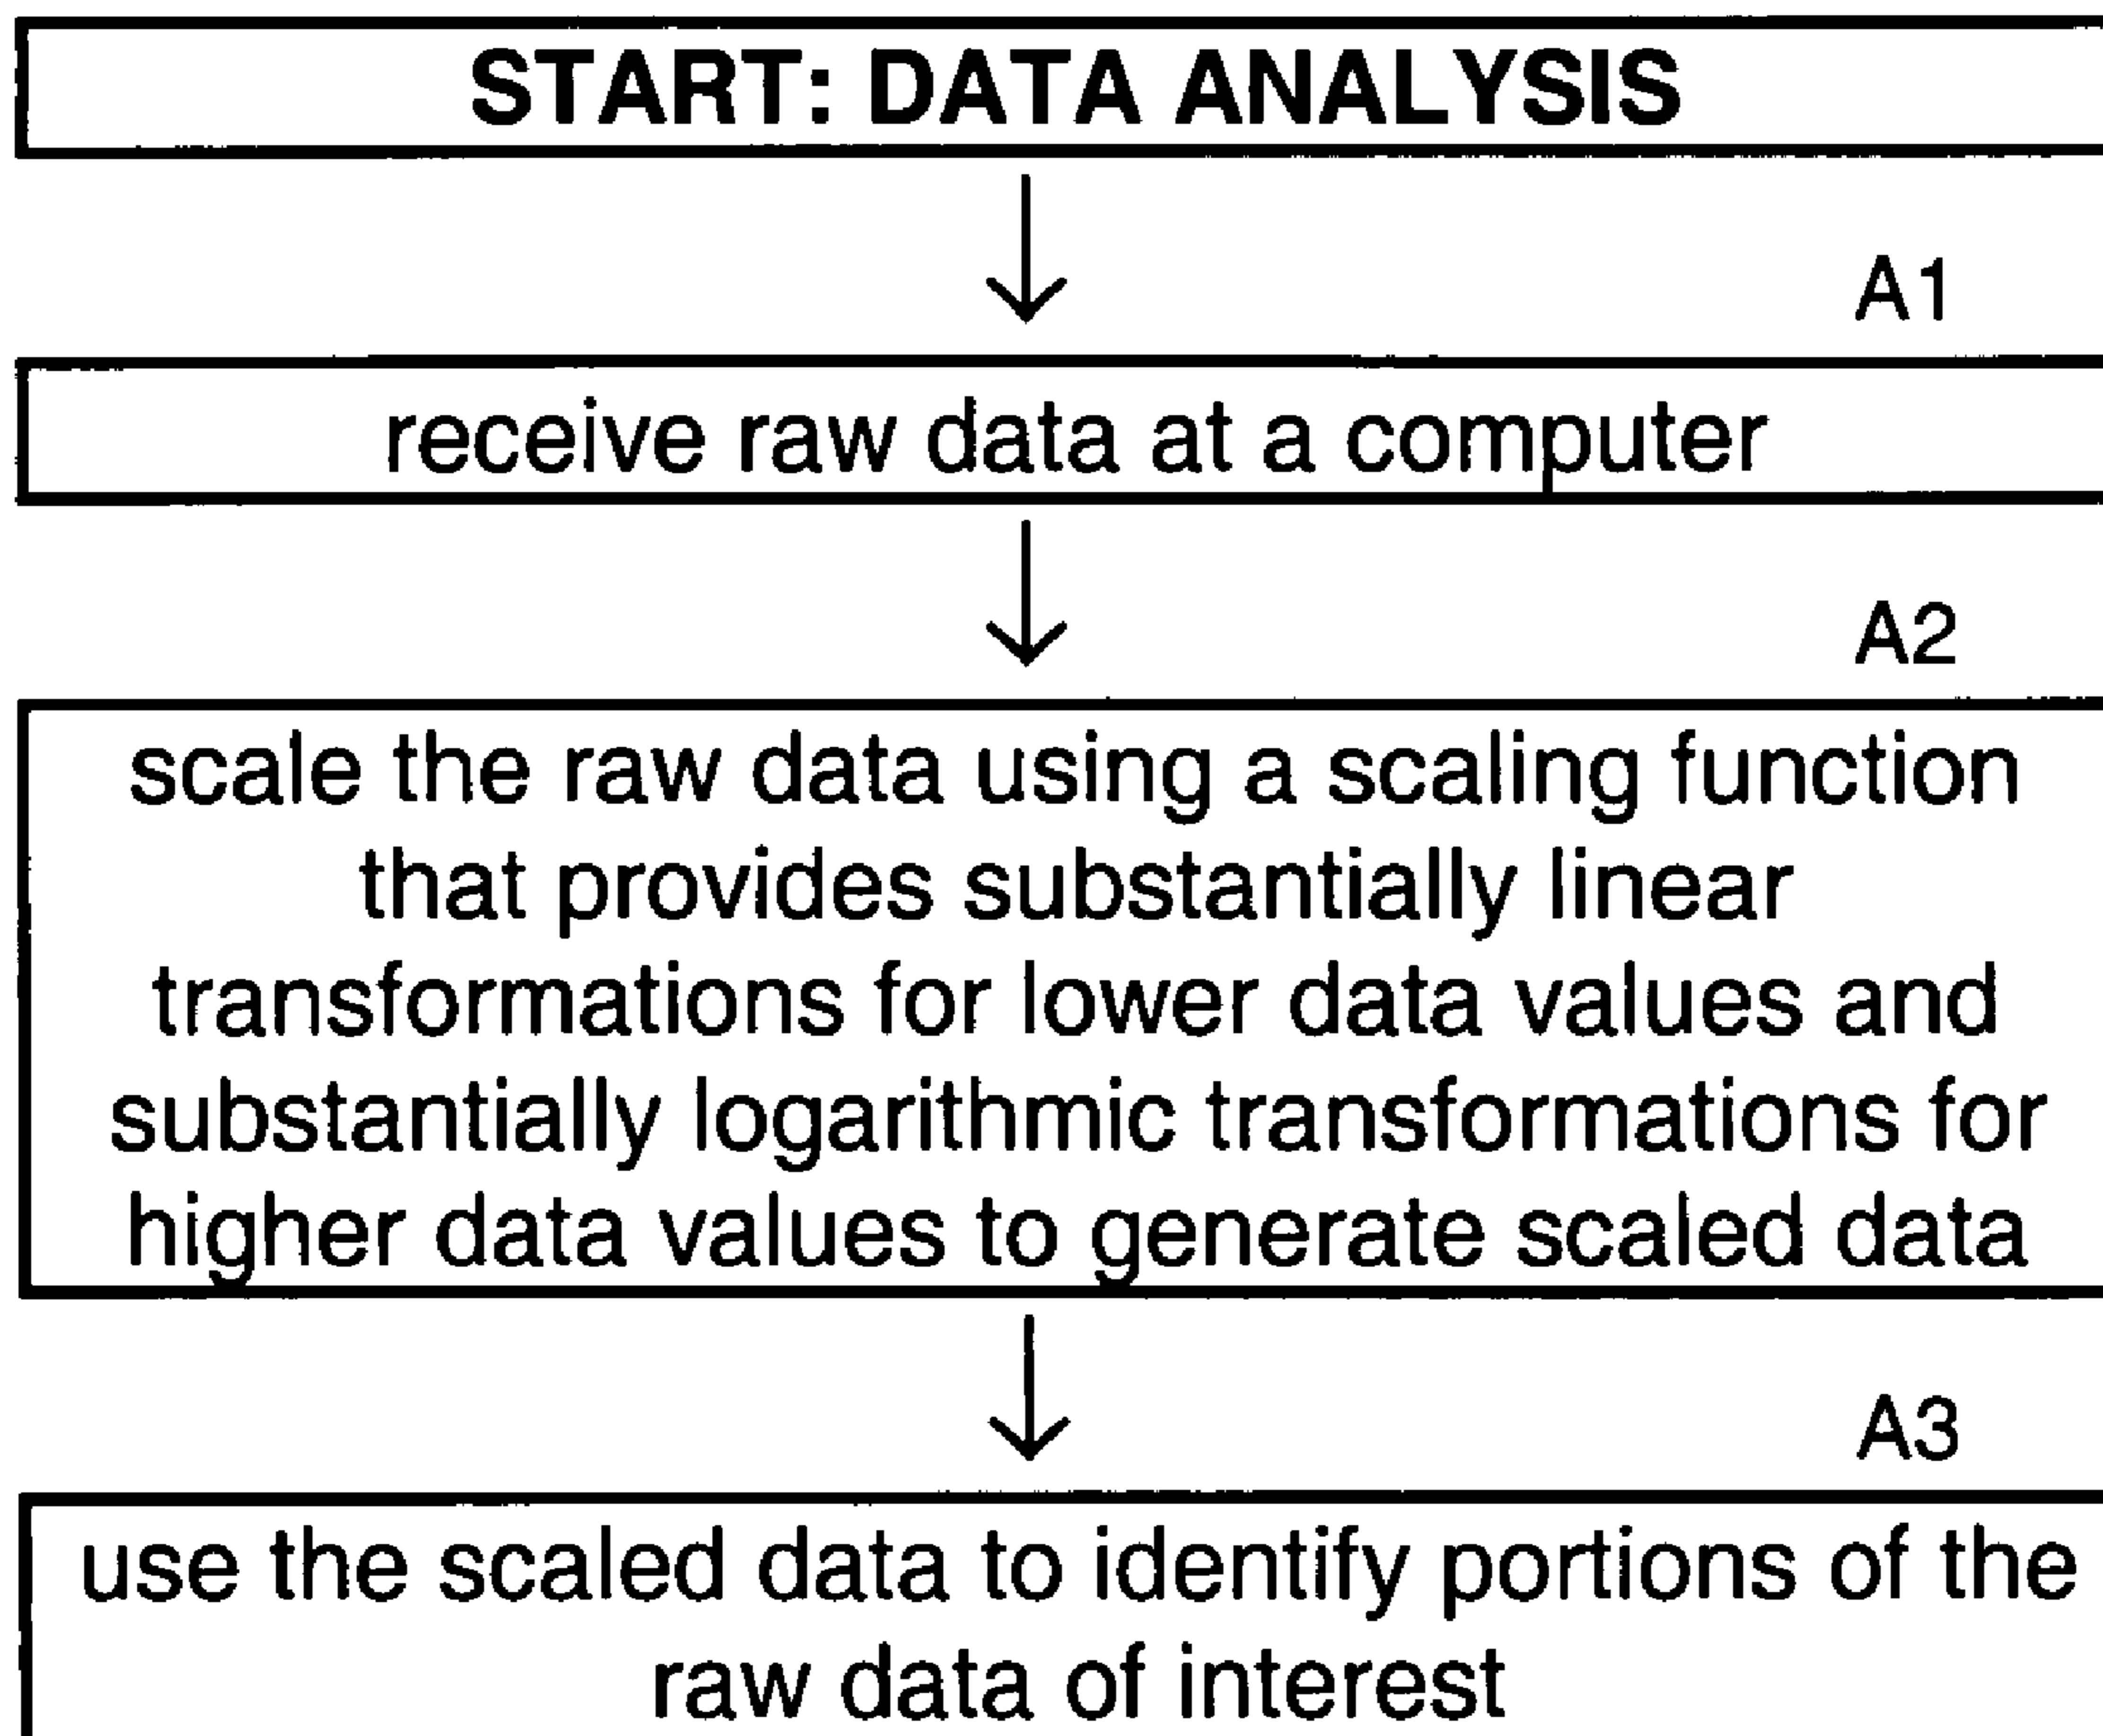 START: DATA ANALYSIS
A1
receive raw data at a computer
A2
scale the raw data using a scaling function
that provides substantially linear
transformations for lower data values and
substantially logarithmic transformations for
higher data values to generate scaled data
A3
use the scaled data to identify portions of the
raw data of interest